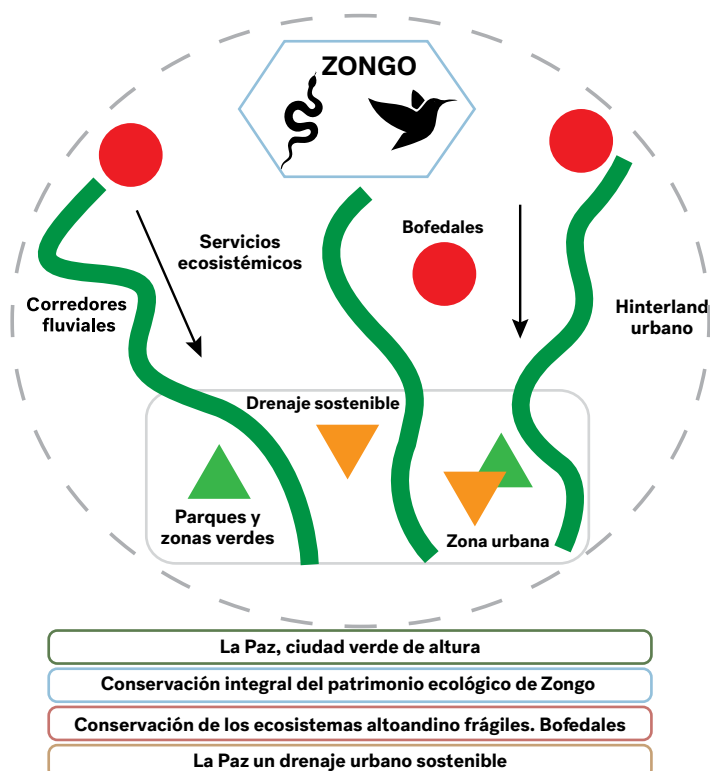 ZONGO
Bofedales
Servicios
ecosistémicos
Corredores
fluviales
Hinterland
urbano
Drenaje sostenible
Parques y
zonas verdes
Zona urbana
La Paz, ciudad verde de altura
Conservación integral del patrimonio ecológico de Zongo
Conservación de los ecosistemas altoandino frágiles. Bofedales
La Paz un drenaje urbano sostenible